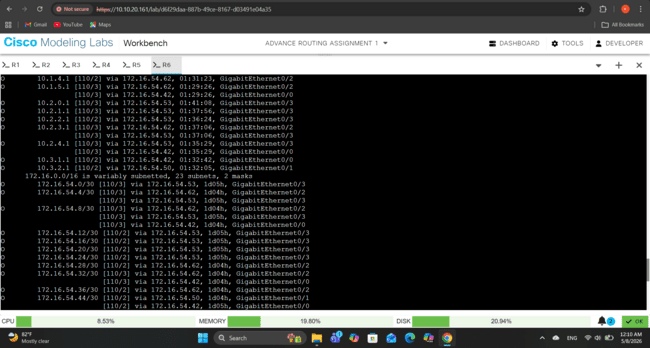 Not secure https://10.10.20.161/lab/d6f29daa-887b-49ce-8167-d03491e04a35
Gmail YouTube Maps All Bookmarks
Cisco Modeling Labs Workbench ADVANCE ROUTING ASSIGNMENT 1 DASHBOARD TOOLS DEVELOPER
R1 R2 R3 R4 R5 R6
O 10.1.4.1 [110/2] via 172.16.54.62, 01:31:23, GigabitEthernet0/2
O 10.1.5.1 [110/3] via 172.16.54.62, 01:29:26, GigabitEthernet0/2
[110/3] via 172.16.54.42, 01:29:26, GigabitEthernet0/0
O 10.2.0.1 [110/3] via 172.16.54.53, 01:41:08, GigabitEthernet0/3
O 10.2.1.1 [110/2] via 172.16.54.53, 01:37:56, GigabitEthernet0/3
O 10.2.2.1 [110/2] via 172.16.54.53, 01:36:24, GigabitEthernet0/3
O 10.2.3.1 [110/3] via 172.16.54.62, 01:37:06, GigabitEthernet0/2
[110/3] via 172.16.54.53, 01:37:06, GigabitEthernet0/3
O 10.2.4.1 [110/3] via 172.16.54.53, 01:35:29, GigabitEthernet0/3
[110/3] via 172.16.54.42, 01:35:29, GigabitEthernet0/0
O 10.3.1.1 [110/2] via 172.16.54.42, 01:32:42, GigabitEthernet0/0
O 10.3.2.1 [110/2] via 172.16.54.50, 01:32:05, GigabitEthernet0/1
172.16.0.0/16 is variably subnetted, 23 subnets, 2 masks
O 172.16.54.0/30 [110/3] via 172.16.54.53, 1d05h, GigabitEthernet0/3
O 172.16.54.4/30 [110/3] via 172.16.54.62, 1d04h, GigabitEthernet0/2
[110/3] via 172.16.54.53, 1d05h, GigabitEthernet0/3
O 172.16.54.8/30 [110/3] via 172.16.54.62, 1d04h, GigabitEthernet0/2
[110/3] via 172.16.54.53, 1d05h, GigabitEthernet0/3
[110/3] via 172.16.54.42, 1d04h, GigabitEthernet0/0
O 172.16.54.12/30 [110/2] via 172.16.54.53, 1d05h, GigabitEthernet0/3
O 172.16.54.16/30 [110/2] via 172.16.54.53, 1d05h, GigabitEthernet0/3
O 172.16.54.20/30 [110/3] via 172.16.54.53, 1d05h, GigabitEthernet0/3
O 172.16.54.24/30 [110/2] via 172.16.54.53, 1d05h, GigabitEthernet0/3
O 172.16.54.28/30 [110/2] via 172.16.54.62, 1d04h, GigabitEthernet0/2
O 172.16.54.32/30 [110/3] via 172.16.54.62, 1d04h, GigabitEthernet0/2
[110/3] via 172.16.54.42, 1d04h, GigabitEthernet0/0
O 172.16.54.36/30 [110/2] via 172.16.54.62, 1d04h, GigabitEthernet0/2
O 172.16.54.44/30 [110/2] via 172.16.54.50, 1d04h, GigabitEthernet0/1
[110/2] via 172.16.54.42, 1d05h, GigabitEthernet0/0
CPU 8.53% MEMORY 19.80% DISK 20.94% 2 OK
82°F
Mostly clear
Search
ENG
12:10 AM
5/8/2026